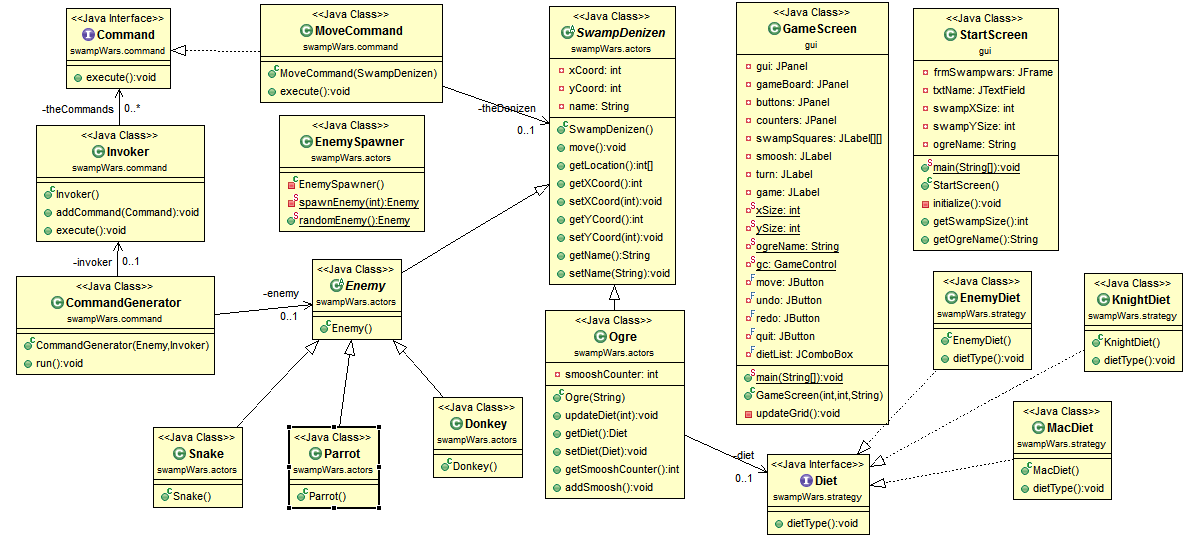 <<Java Interface>>
Command
swampWars.command
execute():void
<<Java Class>>
MoveCommand
swampWars.command
MoveCommand(SwampDenizen)
execute():void
<<Java Class>>
SwampDenizen
swampWars.actors
xCoord: int
yCoord: int
name: String
SwampDenizen()
move():void
getLocation():int[]
getXCoord():int
setXCoord(int):void
getYCoord():int
setYCoord(int):void
getName():String
setName(String):void
<<Java Class>>
GameScreen
gui
gui: JPanel
gameBoard: JPanel
buttons: JPanel
counters: JPanel
swampSquares: JLabel[][]
smoosh: JLabel
turn: JLabel
game: JLabel
xSize: int
ySize: int
ogreName: String
gc: GameControl
move: JButton
undo: JButton
redo: JButton
quit: JButton
dietList: JComboBox
main(String[]):void
GameScreen(int,int,String)
updateGrid():void
<<Java Class>>
StartScreen
gui
frmSwampwars: JFrame
txtName: JTextField
swampXSize: int
swampYSize: int
ogreName: String
main(String[]):void
StartScreen()
initialize():void
getSwampSize():int
getOgreName():String
-theCommands
0..*
-theDenizen
0..1
<<Java Class>>
Invoker
swampWars.command
Invoker()
addCommand(Command):void
execute():void
<<Java Class>>
EnemySpawner
swampWars.actors
EnemySpawner()
spawnEnemy(int):Enemy
randomEnemy():Enemy
-invoker
0..1
<<Java Class>>
CommandGenerator
swampWars.command
CommandGenerator(Enemy,Invoker)
run():void
-enemy
0..1
<<Java Class>>
Enemy
swampWars.actors
Enemy()
<<Java Class>>
Ogre
swampWars.actors
smooshCounter: int
Ogre(String)
updateDiet(int):void
getDiet():Diet
setDiet(Diet):void
getSmooshCounter():int
addSmoosh():void
<<Java Class>>
EnemyDiet
swampWars.strategy
EnemyDiet()
dietType():void
<<Java Class>>
KnightDiet
swampWars.strategy
KnightDiet()
dietType():void
<<Java Class>>
Snake
swampWars.actors
Snake()
<<Java Class>>
Parrot
swampWars.actors
Parrot()
<<Java Class>>
Donkey
swampWars.actors
Donkey()
-diet
0..1
<<Java Interface>>
Diet
swampWars.strategy
dietType():void
<<Java Class>>
MacDiet
swampWars.strategy
MacDiet()
dietType():void